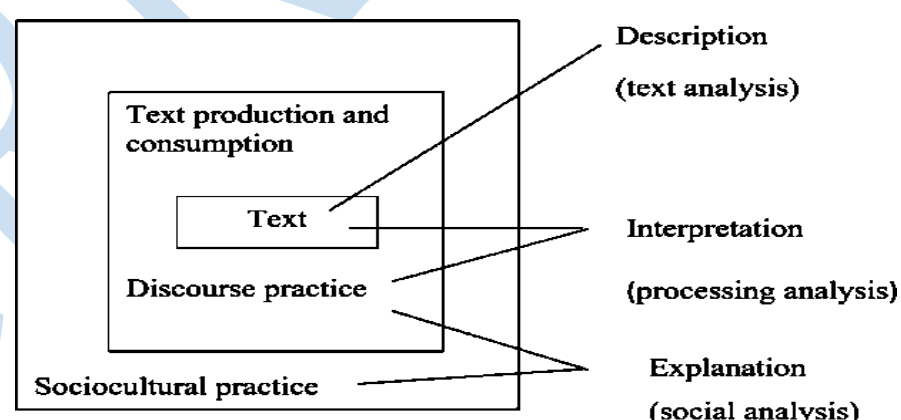 Description
(text analysis)
Text production and
consumption
Text
Interpretation
Discourse practice
(processing analysis)
Explanation
Sociocultural practice
(social analysis)